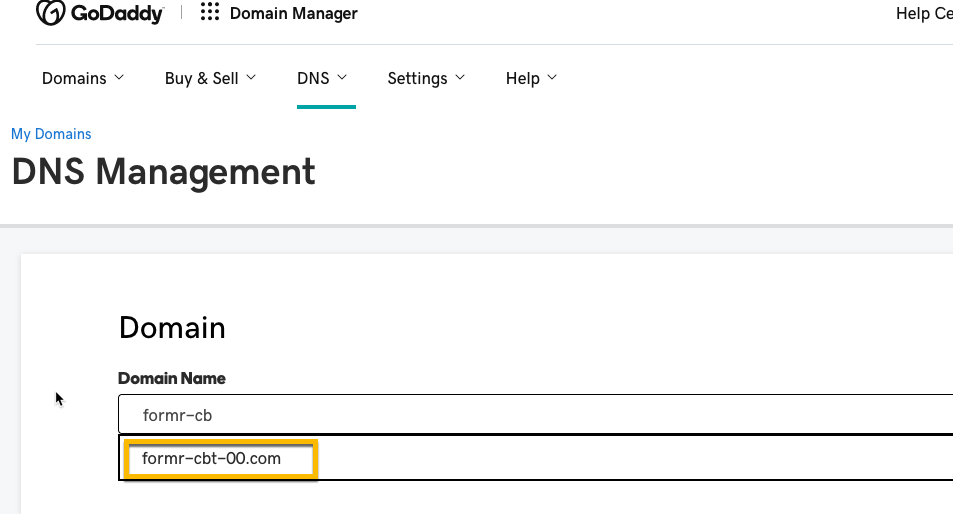 GoDaddy Domain Manager Help Ce
Domains Buy & Sell DNS Settings Help
My Domains
DNS Management
Domain
Domain Name
formr-cb
formr-cbt-00.com